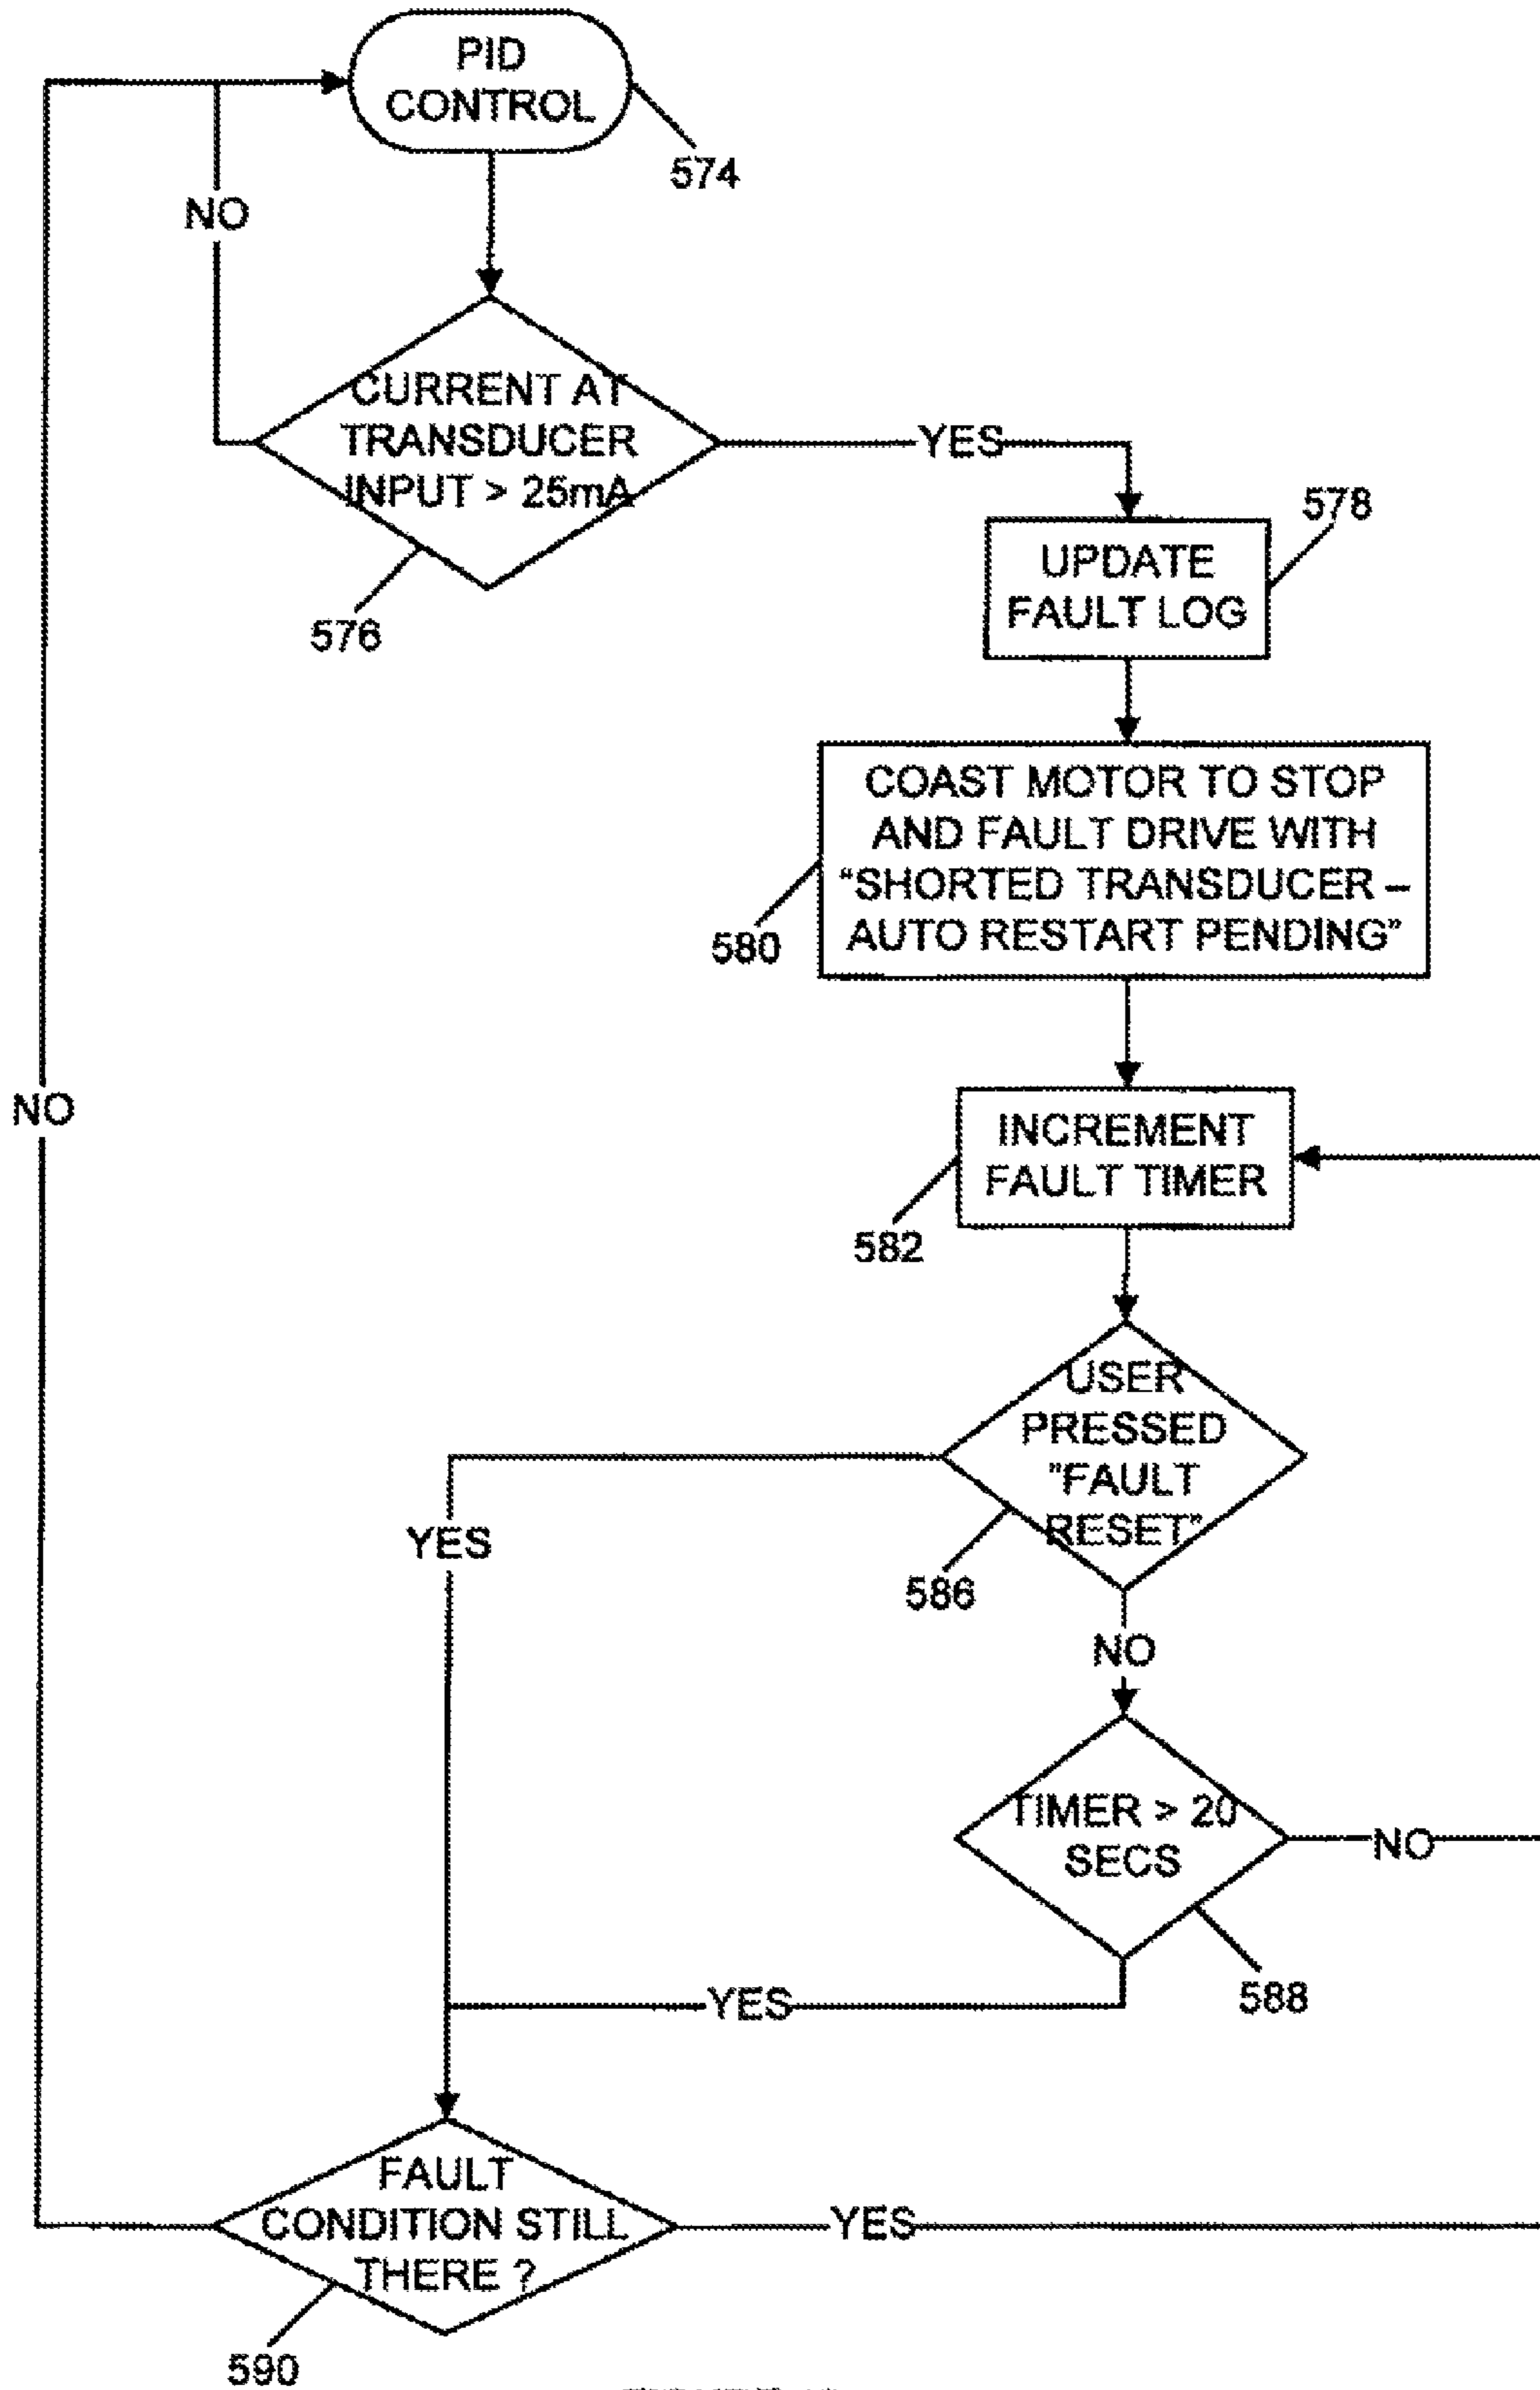 PID
CONTROL
574
NO
CURRENT AT
TRANSDUCER
INPUT > 25mA
YES
576
578
UPDATE
FAULT LOG
COAST MOTOR TO STOP
AND FAULT DRIVE WITH
“SHORTED TRANSDUCER –
AUTO RESTART PENDING”
580
NO
INCREMENT
FAULT TIMER
582
USER
PRESSED
"FAULT
RESET”
YES
586
NO
TIMER > 20
SECS
NO
588
YES
FAULT
CONDITION STILL
THERE ?
YES
590